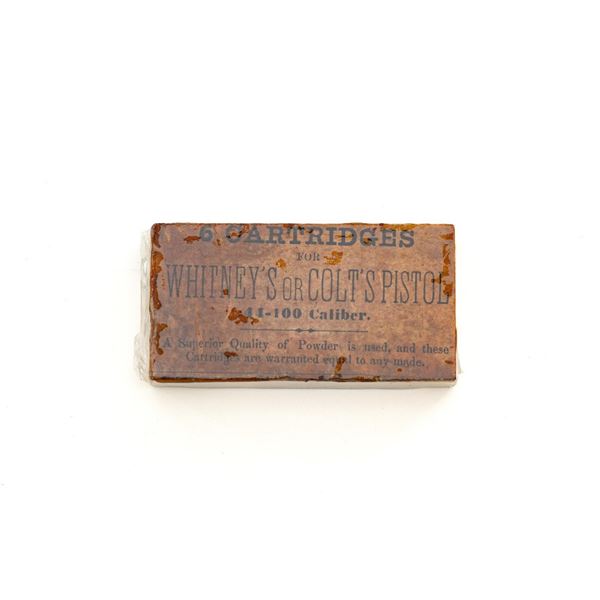 6 CARTRIDGES
FOR
WHITNEY'S OR COLT'S PISTOL
44-100 Caliber.
A Superior Quality of Powder is used, and these
Cartridges are warranted equal to any made.